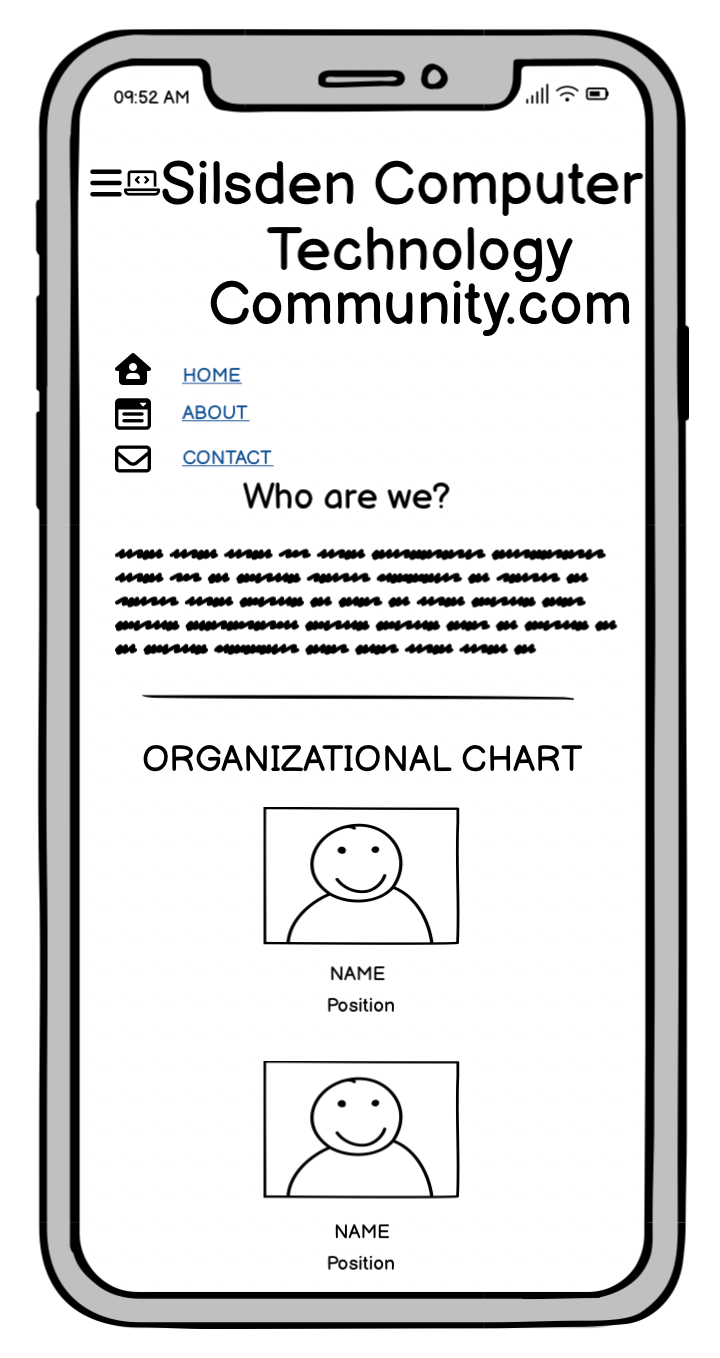 09:52 AM
Silsden Computer
Technology
Community.com
HOME
ABOUT
CONTACT
Who are we?
ORGANIZATIONAL CHART
NAME
Position
NAME
Position